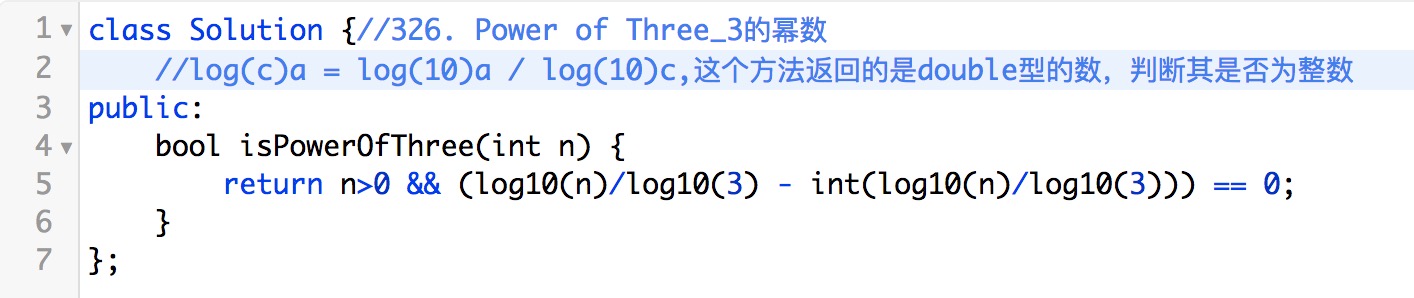 1 class Solution {//326. Power of Three_3的幂数
2 //log(c)a = log(10)a / log(10)c,这个方法返回的是double型的数，判断其是否为整数
3 public:
4 bool isPowerOfThree(int n) {
5 return n>0 && (log10(n)/log10(3) - int(log10(n)/log10(3))) == 0;
6 }
7 };